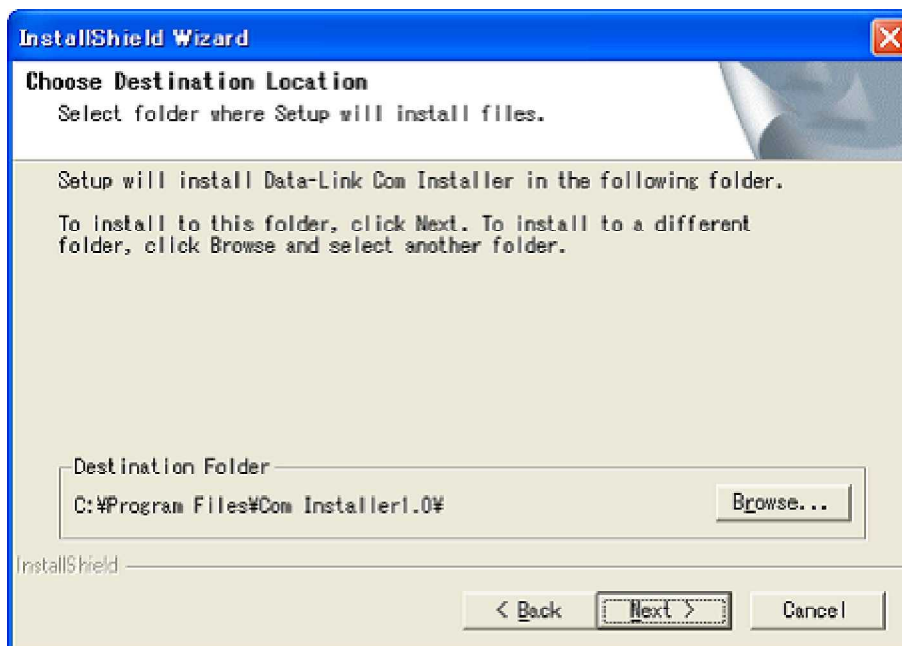 InstallShield Wizard
Choose Destination Location
Select folder where Setup will install files.
Setup will install Data-Link Com Installer in the following folder.
To install to this folder, click Next. To install to a different
folder, click Browse and select another folder.
Destination Folder
C:¥Program Files¥Com Installer1.0¥
Browse...
InstallShield
< Back
Next >
Cancel